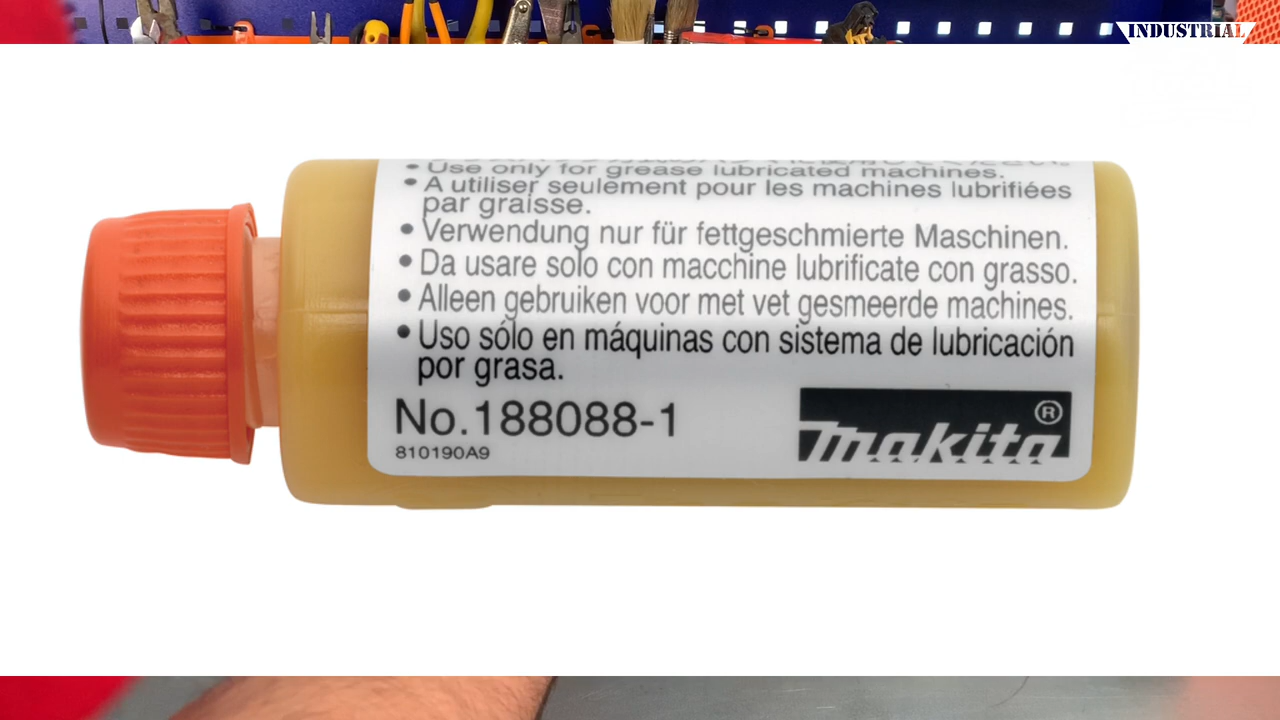 INDUSTRIAL
• Use only for grease lubricated machines.
• A utiliser seulement pour les machines lubrifiées
par graisse.
• Verwendung nur für fettgeschmierte Maschinen.
• Da usare solo con macchine lubrificate con grasso.
• Alleen gebruiken voor met vet gesmeerde machines.
• Uso sólo en máquinas con sistema de lubricación
por grasa.
No.188088-1
810190A9
makita®